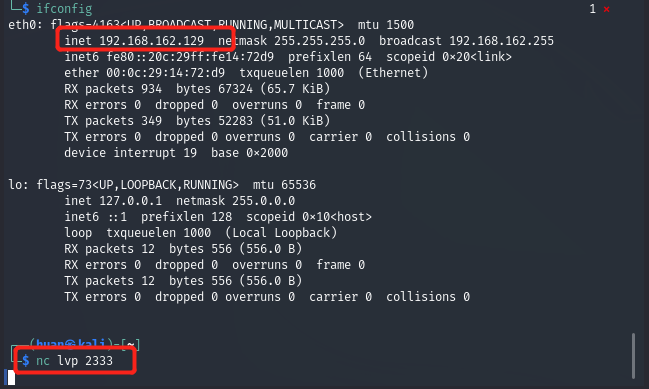 └─$ ifconfig 1 ×
eth0: flags=4163<UP,BROADCAST,RUNNING,MULTICAST> mtu 1500
inet 192.168.162.129 netmask 255.255.255.0 broadcast 192.168.162.255
inet6 fe80::20c:29ff:fe14:72d9 prefixlen 64 scopeid 0×20<link>
ether 00:0c:29:14:72:d9 txqueuelen 1000 (Ethernet)
RX packets 934 bytes 67324 (65.7 KiB)
RX errors 0 dropped 0 overruns 0 frame 0
TX packets 349 bytes 52283 (51.0 KiB)
TX errors 0 dropped 0 overruns 0 carrier 0 collisions 0
device interrupt 19 base 0×2000
lo: flags=73<UP,LOOPBACK,RUNNING> mtu 65536
inet 127.0.0.1 netmask 255.0.0.0
inet6 ::1 prefixlen 128 scopeid 0×10<host>
loop txqueuelen 1000 (Local Loopback)
RX packets 12 bytes 556 (556.0 B)
RX errors 0 dropped 0 overruns 0 frame 0
TX packets 12 bytes 556 (556.0 B)
TX errors 0 dropped 0 overruns 0 carrier 0 collisions 0
┌──(huan㉿kali)-[~]
└─$ nc lvp 2333